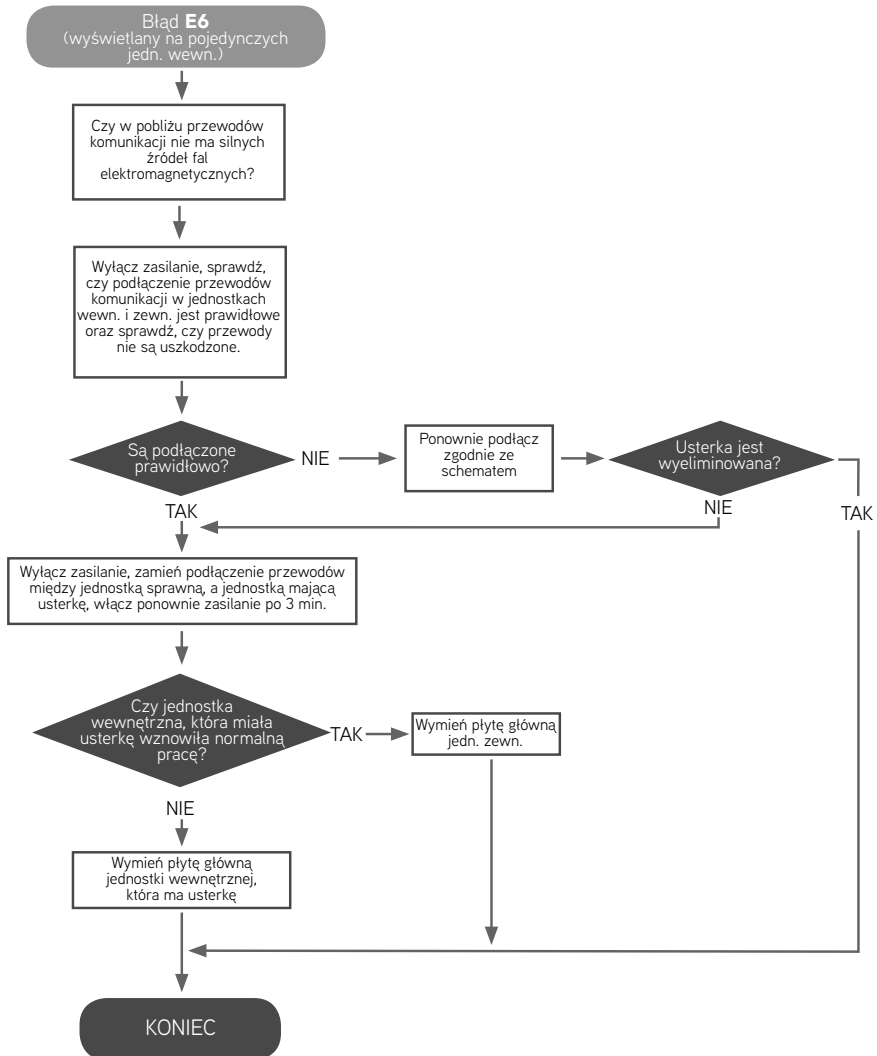 Błąd E6
(wyświetlany na pojedynczych
jedn. wewn.)
Czy w pobliżu przewodów
komunikacji nie ma silnych
źródeł fal
elektromagnetycznych?
Wyłącz zasilanie, sprawdź,
czy podłączenie przewodów
komunikacji w jednostkach
wewn. i zewn. jest prawidłowe
oraz sprawdź, czy przewody
nie są uszkodzone.
Są podłączone
prawidłowo?
NIE
Ponownie podłącz
zgodnie ze
schematem
Usterka jest
wyeliminowana?
TAK
NIE
TAK
Wyłącz zasilanie, zamień podłączenie przewodów
między jednostką sprawną, a jednostką mającą
usterkę, włącz ponownie zasilanie po 3 min.
Czy jednostka
wewnętrzna, która miała
usterkę wznowiła normalną
pracę?
TAK
Wymień płytę główną
jedn. zewn.
NIE
Wymień płytę główną
jednostki wewnętrznej,
która ma usterkę
KONIEC